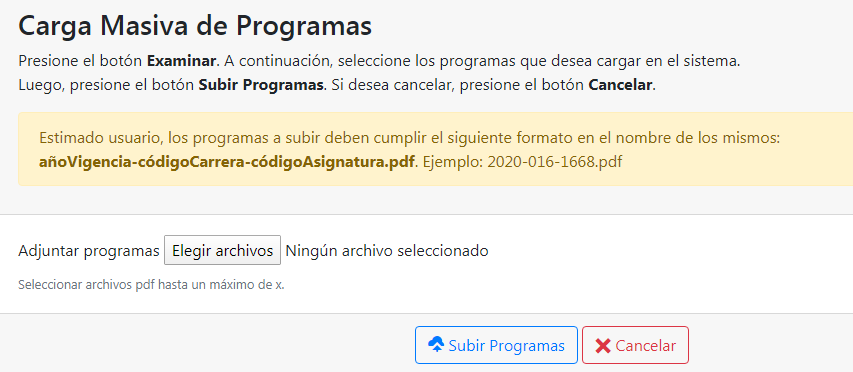 Carga Masiva de Programas
Presione el botón Examinar. A continuación, seleccione los programas que desea cargar en el sistema.
Luego, presione el botón Subir Programas. Si desea cancelar, presione el botón Cancelar.
Estimado usuario, los programas a subir deben cumplir el siguiente formato en el nombre de los mismos:
añoVigencia-códigoCarrera-códigoAsignatura.pdf. Ejemplo: 2020-016-1668.pdf
Adjuntar programas Elegir archivos Ningún archivo seleccionado
Seleccionar archivos pdf hasta un máximo de x.
Subir Programas Cancelar